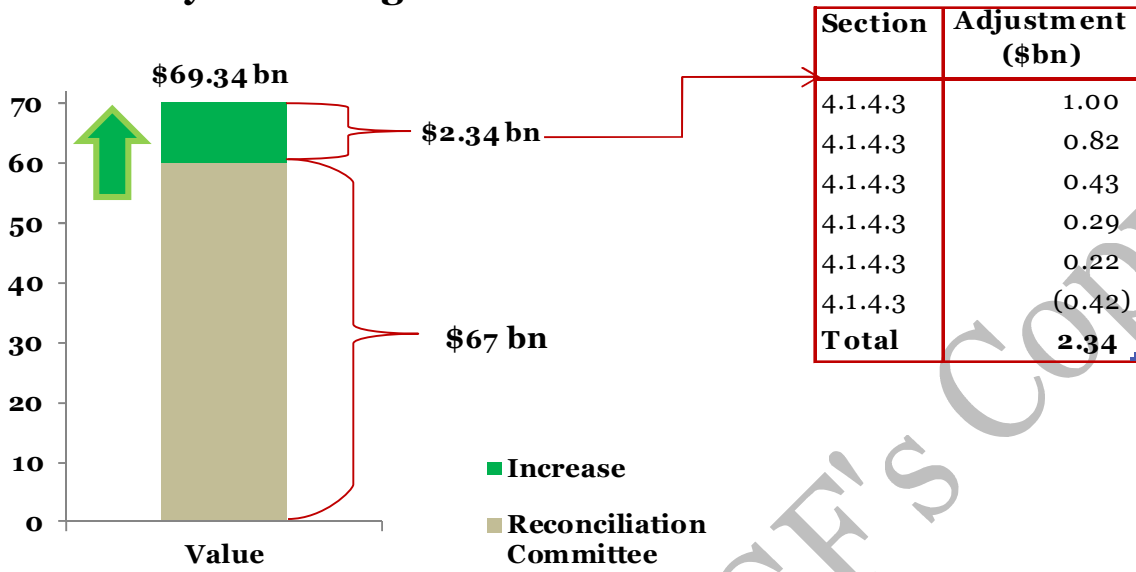 $69.34 bn
70
60
50
40
30
20
10
0
Value
$2.34 bn
$67 bn
Increase
Reconciliation
Committee
Section Adjustment
($bn)
4.1.4.3 1.00
4.1.4.3 0.82
4.1.4.3 0.43
4.1.4.3 0.29
4.1.4.3 0.22
4.1.4.3 (0.42)
Total 2.34